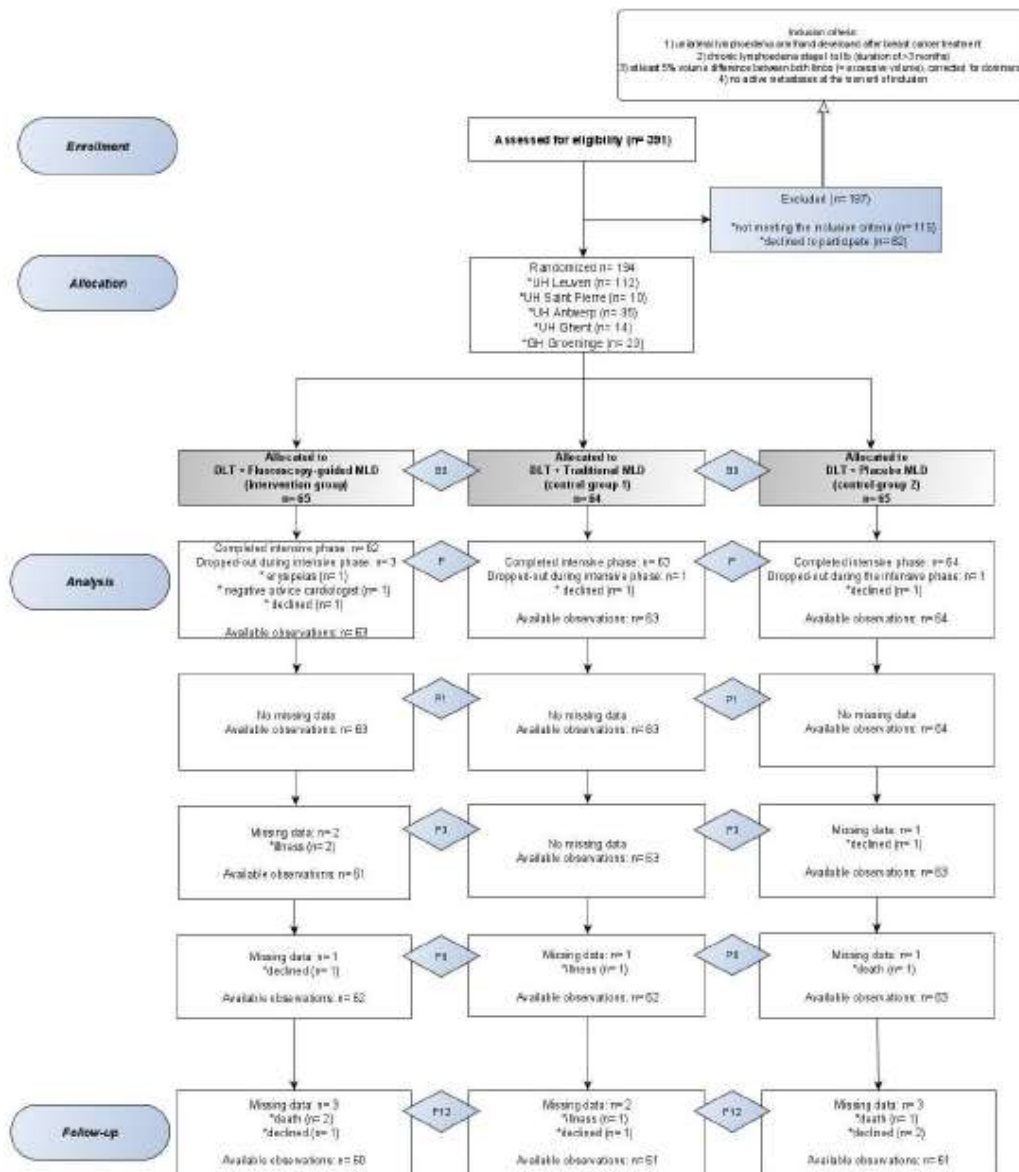 Inclusion criteria:
1) unilateral lymphoedema arm/hand developed after breast cancer treatment
2) chronic lymphoedema stage I to IIb (duration of >3 months)
3) at least 5% volume difference between both limbs (= excessive volume), corrected for dominan
4) no active metastases at the moment of inclusion
Enrollment
Assessed for eligibility (n= 391)
Excluded (n= 197)
*not meeting the inclusive criteria (n= 115)
*declined to participate (n= 82)
Allocation
Randomized n= 194
*UH Leuven (n= 112)
*UH Saint Pierre (n= 10)
*UH Antwerp (n= 35)
*UH Ghent (n= 14)
*GH Groeninge (n= 23)
Allocated to
DLT + Fluoroscopy-guided MLD
(Intervention group)
n= 65
B0
Allocated to
DLT + Traditional MLD
(control group 1)
n= 64
B0
Allocated to
DLT + Placebo MLD
(control group 2)
n= 65
Analysis
Completed intensive phase: n= 62
Dropped-out during intensive phase: n= 3
* erysipelas (n= 1)
* negative advice cardiologist (n= 1)
* declined (n= 1)
Available observations: n= 63
P
Completed intensive phase: n= 63
Dropped-out during intensive phase: n= 1
* declined (n= 1)
Available observations: n= 63
P
Completed intensive phase: n= 64
Dropped-out during the intensive phase: n= 1
*declined (n= 1)
Available observations: n= 64
No missing data
Available observations: n= 63
P1
No missing data
Available observations: n= 63
P1
No missing data
Available observations: n= 64
Missing data: n= 2
*illness (n= 2)
Available observations: n= 61
P3
No missing data
Available observations: n= 63
P3
Missing data: n= 1
*declined (n= 1)
Available observations: n= 63
Missing data: n= 1
*declined (n= 1)
Available observations: n= 62
P6
Missing data: n= 1
*illness (n= 1)
Available observations: n= 62
P6
Missing data: n= 1
*death (n= 1)
Available observations: n= 63
Follow-up
Missing data: n= 3
*death (n= 2)
*declined (n= 1)
Available observations: n= 60
P12
Missing data: n= 2
*illness (n= 1)
*declined (n= 1)
Available observations: n= 61
P12
Missing data: n= 3
*death (n= 1)
*declined (n= 2)
Available observations: n= 61